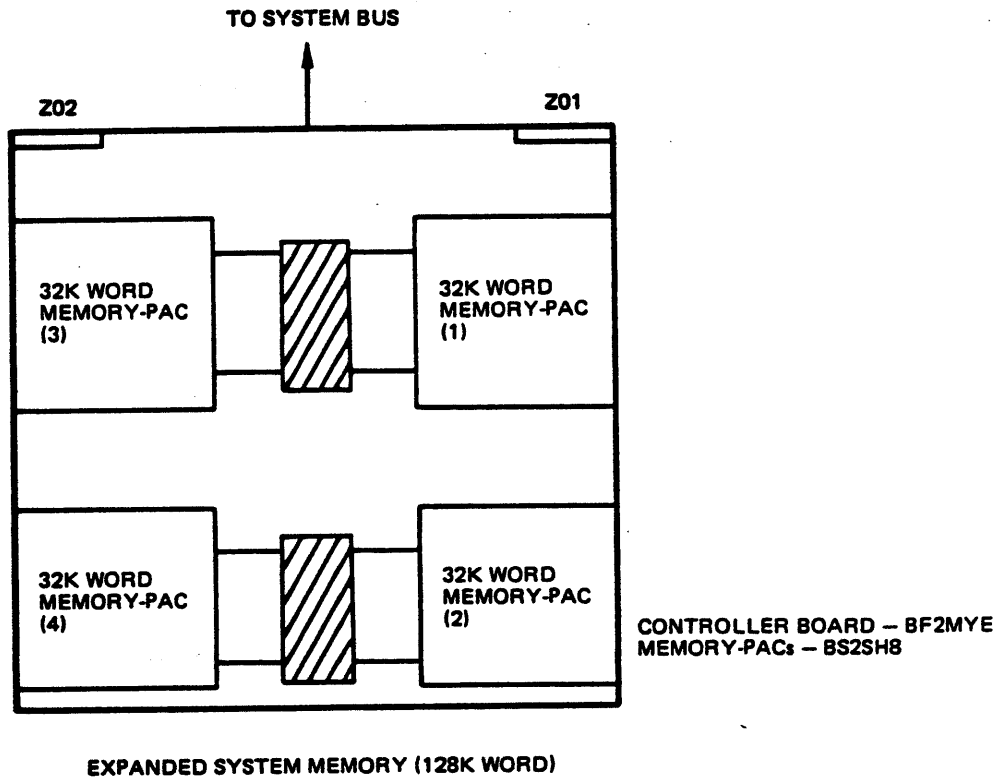 TO SYSTEM BUS
Z02
Z01
32K WORD
MEMORY-PAC
(3)
32K WORD
MEMORY-PAC
(1)
32K WORD
MEMORY-PAC
(4)
32K WORD
MEMORY-PAC
(2)
CONTROLLER BOARD — BF2MYE
MEMORY-PACs — BS2SH8
EXPANDED SYSTEM MEMORY (128K WORD)